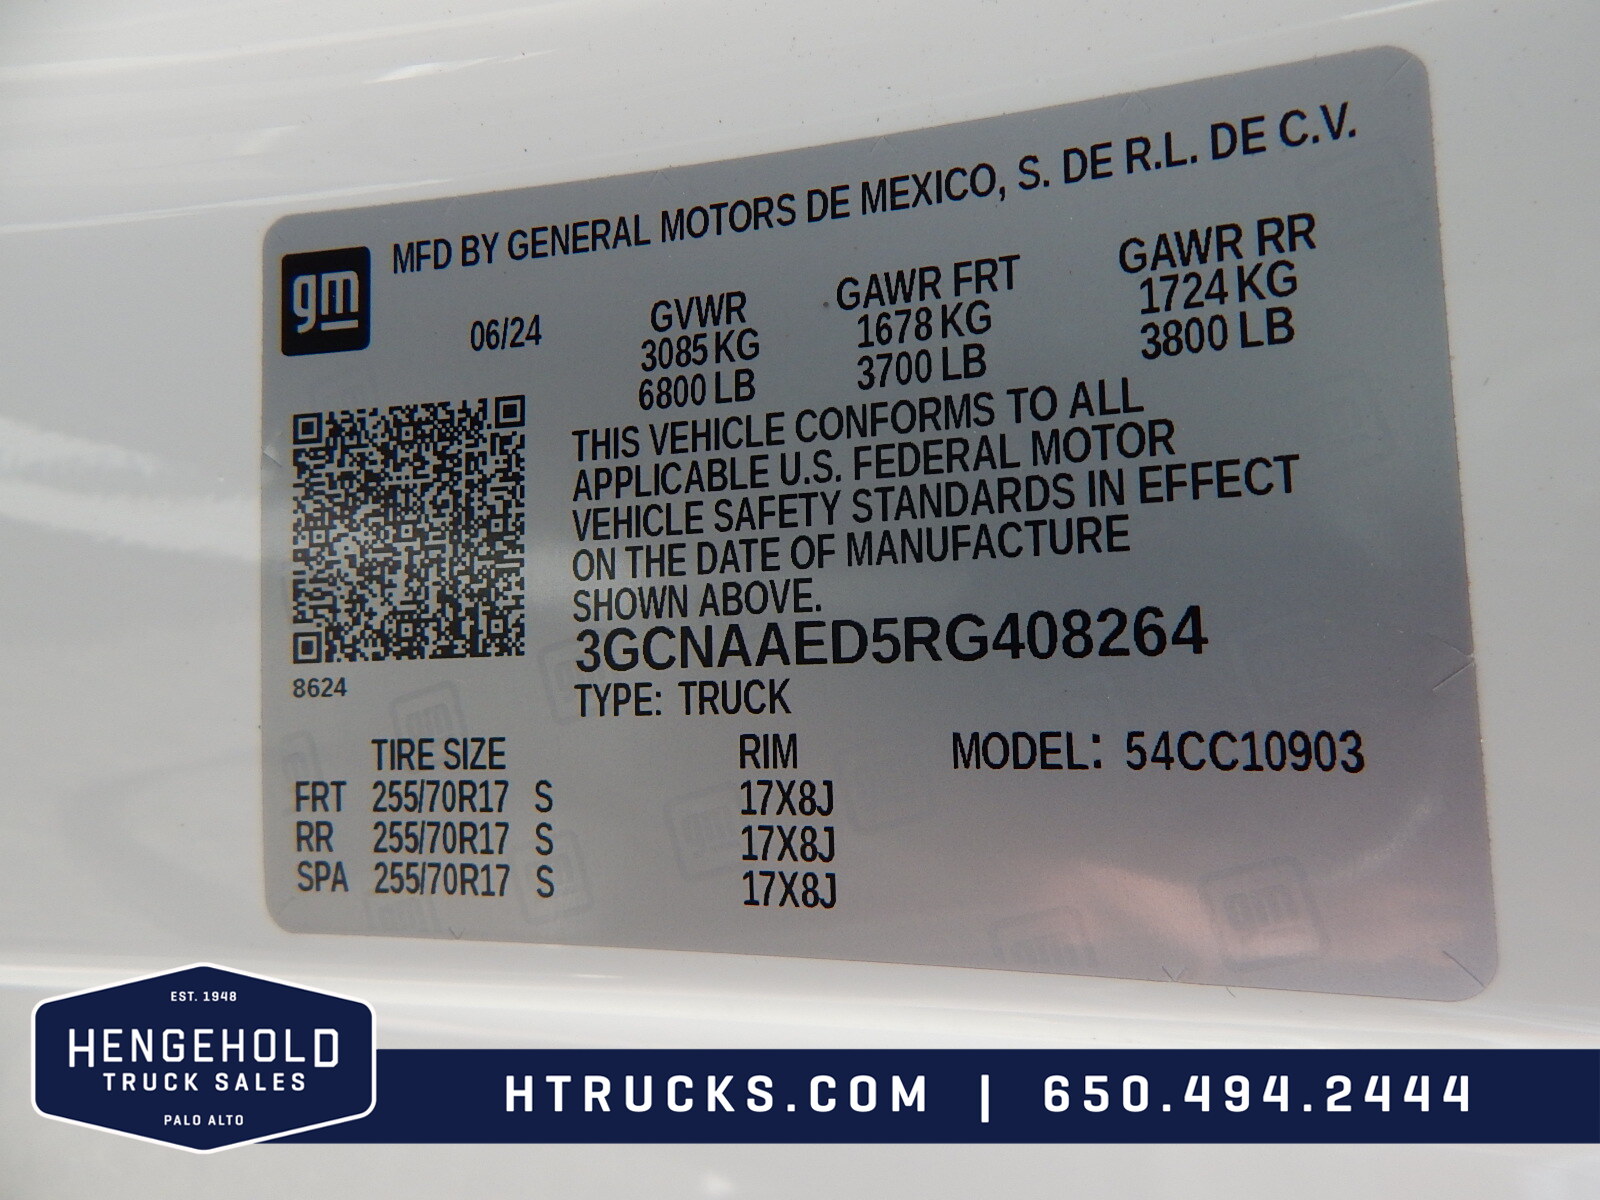 MFD BY GENERAL MOTORS DE MEXICO, S. DE R.L. DE C.V.
gm
06/24
GVWR
3085 KG
6800 LB
GAWR FRT
1678 KG
3700 LB
GAWR RR
1724 KG
3800 LB
THIS VEHICLE CONFORMS TO ALL
APPLICABLE U.S. FEDERAL MOTOR
VEHICLE SAFETY STANDARDS IN EFFECT
ON THE DATE OF MANUFACTURE
SHOWN ABOVE.
3GCNAAED5RG408264
8624
TYPE: TRUCK
TIRE SIZE RIM MODEL: 54CC10903
FRT 255/70R17 S 17X8J
RR 255/70R17 S 17X8J
SPA 255/70R17 S 17X8J
EST. 1948
HENGEHOLD
TRUCK SALES
PALO ALTO
HTRUCKS.COM | 650.494.2444